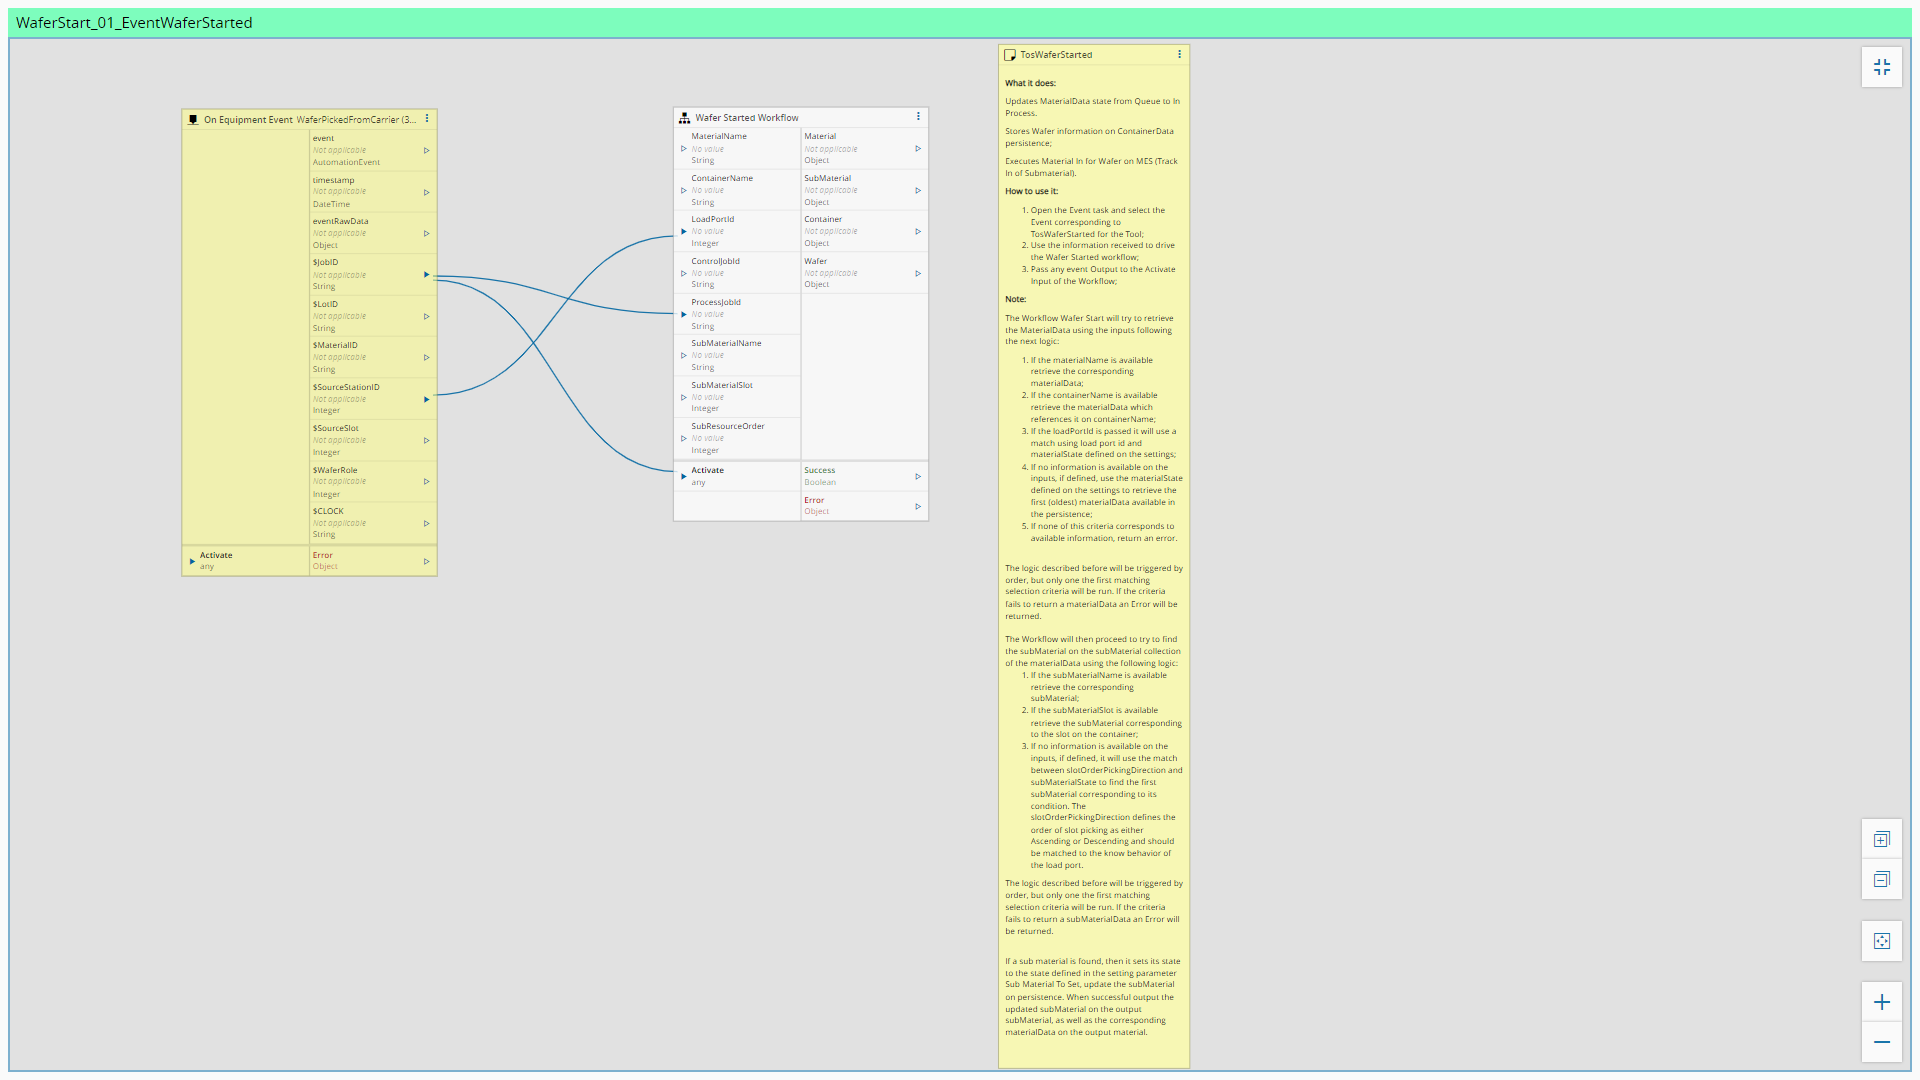 WaferStart_01_EventWaferStarted
On Equipment Event WaferPickedFromCarrier (3...
event
Not applicable
AutomationEvent
timestamp
Not applicable
DateTime
eventRawData
Not applicable
Object
$JobID
Not applicable
String
$LotID
Not applicable
String
$MaterialID
Not applicable
String
$SourceStationID
Not applicable
Integer
$SourceSlot
Not applicable
Integer
$WaferRole
Not applicable
Integer
$CLOCK
Not applicable
String
Activate
any
Error
Object
Wafer Started Workflow
MaterialName
No value
String
ContainerName
No value
String
LoadPortId
No value
Integer
ControlJobId
No value
String
ProcessJobId
No value
String
SubMaterialName
No value
String
SubMaterialSlot
No value
Integer
SubResourceOrder
No value
Integer
Material
Not applicable
Object
SubMaterial
Not applicable
Object
Container
Not applicable
Object
Wafer
Not applicable
Object
Activate
any
Success
Boolean
Error
Object
TosWaferStarted
What it does:
Updates MaterialData state from Queue to In
Process.
Stores Wafer information on ContainerData
persistence;
Executes Material In for Wafer on MES (Track
In of Submaterial).
How to use it:
1. Open the Event task and select the
Event corresponding to
TosWaferStarted for the Tool;
2. Use the information received to drive
the Wafer Started workflow;
3. Pass any event Output to the Activate
Input of the Workflow;
Note:
The Workflow Wafer Start will try to retrieve
the MaterialData using the inputs following
the next logic:
1. If the materialName is available
retrieve the corresponding
materialData;
2. If the containerName is available
retrieve the materialData which
references it on containerName;
3. If the loadPortId is passed it will use a
match using load port id and
materialState defined on the settings;
4. If no information is available on the
inputs, if defined, use the materialState
defined on the settings to retrieve the
first (oldest) materialData available in
the persistence;
5. If none of this criteria corresponds to
available information, return an error.
The logic described before will be triggered by
order, but only one the first matching
selection criteria will be run. If the criteria
fails to return a materialData an Error will be
returned.
The Workflow will then proceed to try to find
the subMaterial on the subMaterial collection
of the materialData using the following logic:
1. If the subMaterialName is available
retrieve the corresponding
subMaterial;
2. If the subMaterialSlot is available
retrieve the subMaterial corresponding
to the slot on the container;
3. If no information is available on the
inputs, if defined, it will use the match
between slotOrderPickingDirection and
subMaterialState to find the first
subMaterial corresponding to its
condition. The
slotOrderPickingDirection defines the
order of slot picking as either
Ascending or Descending and should
be matched to the know behavior of
the load port.
The logic described before will be triggered by
order, but only one the first matching
selection criteria will be run. If the criteria
fails to return a subMaterialData an Error will
be returned.
If a sub material is found, then it sets its state
to the state defined in the setting parameter
Sub Material To Set, update the subMaterial
on persistence. When successful output the
updated subMaterial on the output
subMaterial, as well as the corresponding
materialData on the output material.